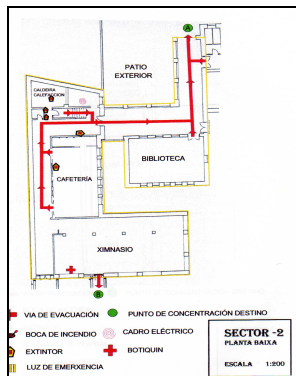 A
PATIO
EXTERIOR
CALDEIRA
CALEFACCION
BIBLIOTECA
CAFETERÍA
XIMNASIO
B
VIA DE EVACUACIÓN
PUNTO DE CONCENTRACIÓN DESTINO
BOCA DE INCENDIO
CADRO ELÉCTRICO
EXTINTOR
BOTIQUIN
LUZ DE EMERXENCIA
SECTOR -2
PLANTA BAIXA
ESCALA 1:200